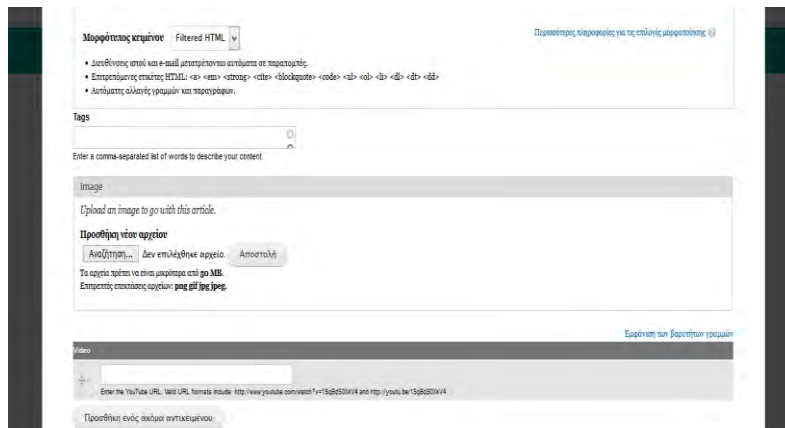 Μορφότυπος κειμένου Filtered HTML
Περισσότερες πληροφορίες για τις επιλογές μορφοποίησης
• Διευθύνσεις ιστού και e-mail μετατρέπονται αυτόματα σε παραπομπές.
• Επιτρεπόμενες ετικέτες HTML: <a> <em> <strong> <cite> <blockquote> <code> <ul> <ol> <li> <dl> <dt> <dd>
• Αυτόματες αλλαγές γραμμών και παραγράφων.
Tags
Enter a comma-separated list of words to describe your content.
Image
Upload an image to go with this article.
Προσθήκη νέου αρχείου
Αναζήτηση... Δεν επιλέχθηκε αρχείο. Αποστολή
Τα αρχεία πρέπει να είναι μικρότερα από 90 MB.
Επιτρεπτές επεκτάσεις αρχείων: png gif jpg jpeg.
Εμφάνιση των βαρυτήτων γραμμών
Video
Enter the YouTube URL. Valid URL formats include: http://www.youtube.com/watch?v=1SqBdS0XkV4 and http://youtu.be/1SqBdS0XkV4
Προσθήκη ενός ακόμα αντικειμένου